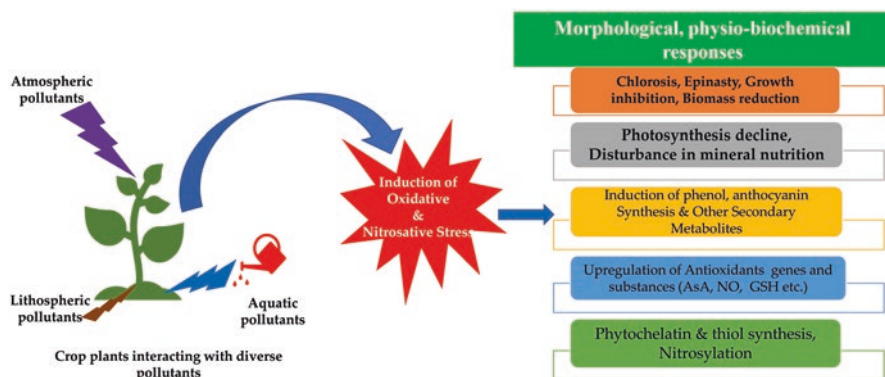 Atmospheric
pollutants
Lithospheric
pollutants
Aquatic
pollutants
Crop plants interacting with diverse
pollutants
Induction of
Oxidative
&
Nitrosative Stress
Morphological, physio-biochemical
responses
Chlorosis, Epinasty, Growth
inhibition, Biomass reduction
Photosynthesis decline,
Disturbance in mineral nutrition
Induction of phenol, anthocyanin
Synthesis & Other Secondary
Metabolites
Upregulation of Antioxidants genes and
substances (AsA, NO, GSH etc.)
Phytochelatin & thiol synthesis,
Nitrosylation